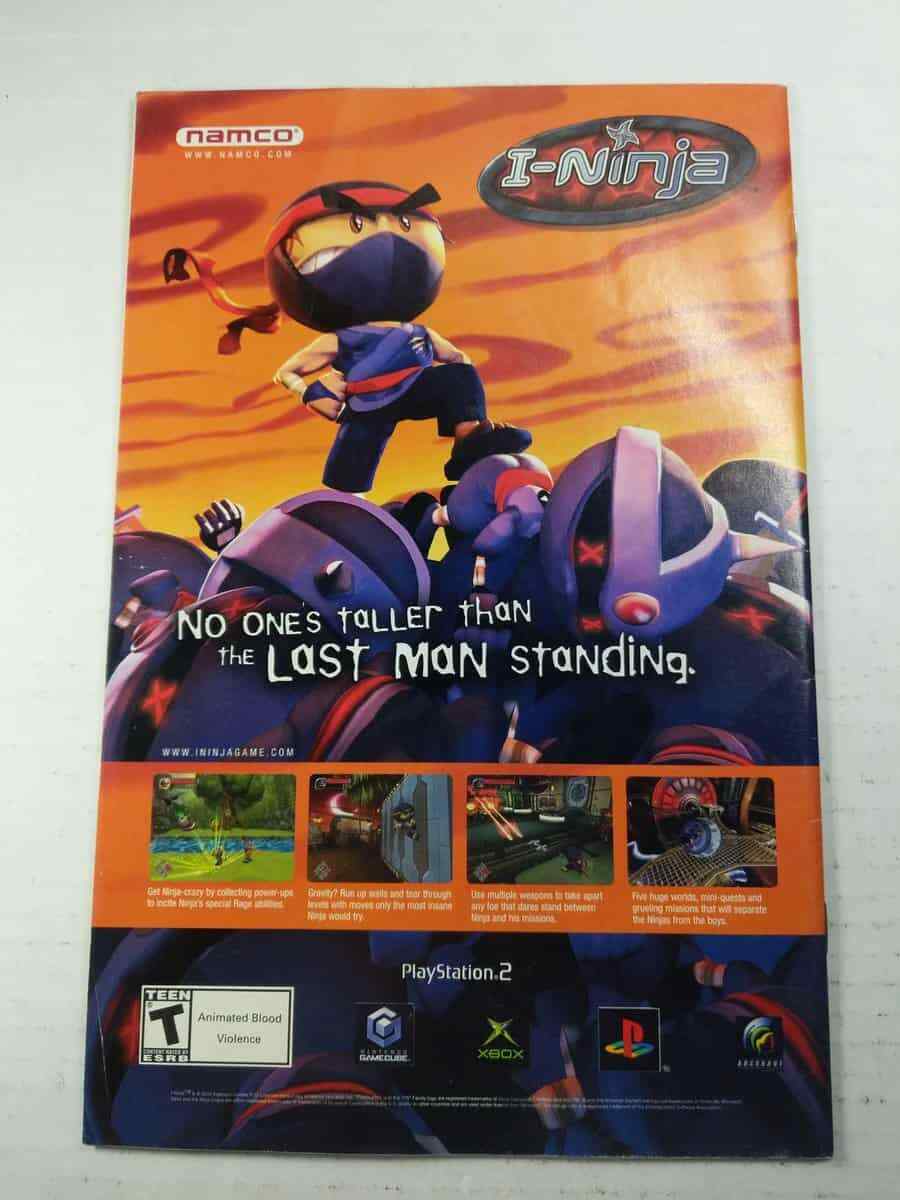 namco
WWW.NAMCO.COM
I-Ninja
No one's taller than
the Last Man standing.
WWW.ININJAGAME.COM
Get Ninja-crazy by collecting power-ups
to incite Ninja's special Rage abilities.
Gravity? Run up walls and tear through
levels with moves only the most insane
Ninja would try.
Use multiple weapons to take apart
any foe that dares stand between
Ninja and his missions.
Five huge worlds, mini-quests and
grueling missions that will separate
the Ninjas from the boys.
PlayStation 2
TEEN
T
CONTENT RATED BY
ESRB
Animated Blood
Violence
NINTENDO
GAMECUBE
XBOX
ARGONAUT